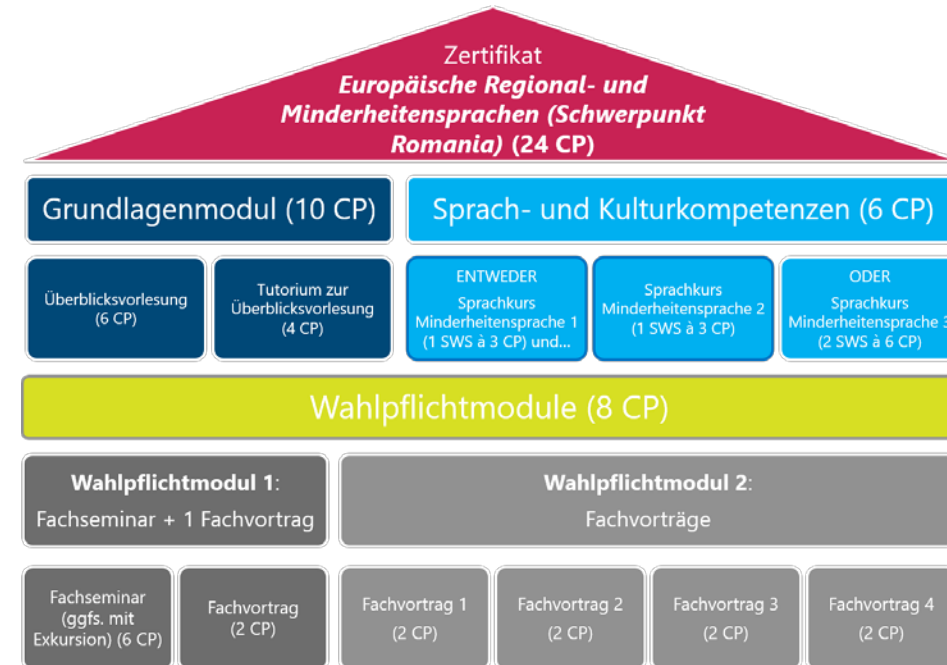 Zertifikat
Europäische Regional- und
Minderheitensprachen (Schwerpunkt
Romania) (24 CP)
Grundlagenmodul (10 CP)
Sprach- und Kulturkompetenzen (6 CP)
Überblicksvorlesung
(6 CP)
Tutorium zur
Überblicksvorlesung
(4 CP)
ENTWEDER
Sprachkurs
Minderheitensprache 1
(1 SWS à 3 CP) und...
Sprachkurs
Minderheitensprache 2
(1 SWS à 3 CP)
ODER
Sprachkurs
Minderheitensprache 3
(2 SWS à 6 CP)
Wahlpflichtmodule (8 CP)
Wahlpflichtmodul 1:
Fachseminar + 1 Fachvortrag
Wahlpflichtmodul 2:
Fachvorträge
Fachseminar
(ggfs. mit
Exkursion) (6 CP)
Fachvortrag
(2 CP)
Fachvortrag 1
(2 CP)
Fachvortrag 2
(2 CP)
Fachvortrag 3
(2 CP)
Fachvortrag 4
(2 CP)